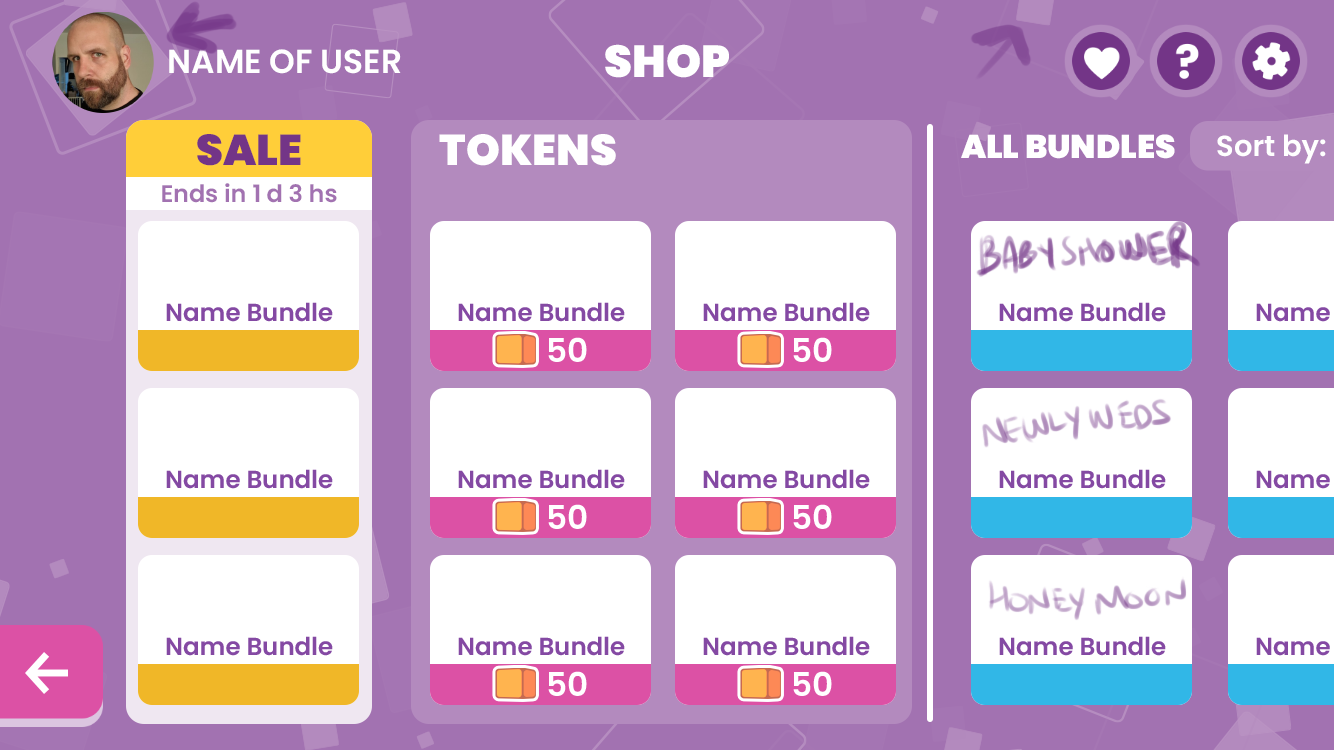 NAME OF USER
SHOP
?
SALE
Ends in 1 d 3 hs
Name Bundle
Name Bundle
Name Bundle
TOKENS
Name Bundle
50
Name Bundle
50
Name Bundle
50
Name Bundle
50
Name Bundle
50
Name Bundle
50
ALL BUNDLES
Sort by:
BABY SHOWER
Name Bundle
Name
NEWLY WEDS
Name Bundle
Name
HONEY MOON
Name Bundle
Name